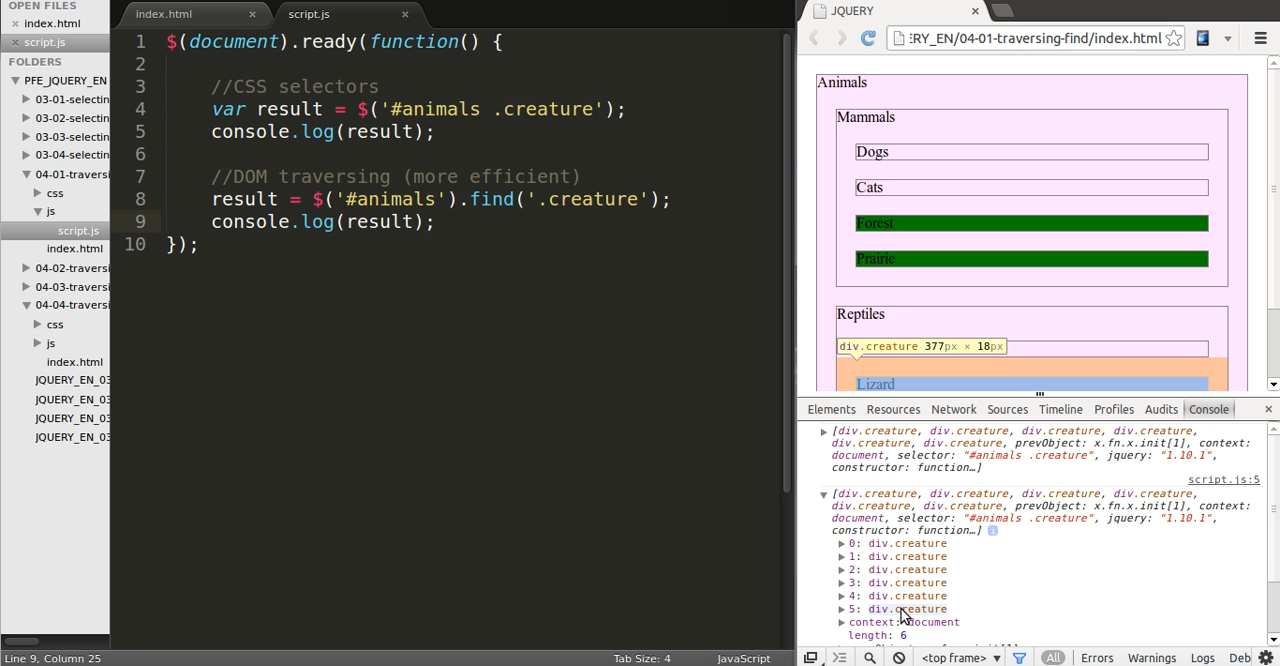 OPEN FILES
× index.html
× script.js
FOLDERS
PFE_JQUERY_EN
03-01-selectin
03-02-selectin
03-03-selectin
03-04-selectin
04-01-traversi
css
js
script.js
index.html
04-02-traversi
04-03-traversi
04-04-traversi
css
js
index.html
JQUERY_EN_03
JQUERY_EN_03
JQUERY_EN_03
JQUERY_EN_03
index.html ×
script.js ×
1 $(document).ready(function() {
2
3 //CSS selectors
4 var result = $('#animals .creature');
5 console.log(result);
6
7 //DOM traversing (more efficient)
8 result = $('#animals').find('.creature');
9 console.log(result);
10 });
Line 9, Column 25
Tab Size: 4
JavaScript
JQUERY ×
:RY_EN/04-01-traversing-find/index.html
Animals
Mammals
Dogs
Cats
Forest
Prairie
Reptiles
div.creature 377px × 18px
Lizard
Elements Resources Network Sources Timeline Profiles Audits Console ×
[div.creature, div.creature, div.creature, div.creature,
div.creature, div.creature, prevObject: x.fn.x.init[1], context:
document, selector: "#animals .creature", jquery: "1.10.1",
constructor: function…]
script.js:5
[div.creature, div.creature, div.creature, div.creature,
div.creature, div.creature, prevObject: x.fn.x.init[1], context:
document, selector: "#animals .creature", jquery: "1.10.1",
constructor: function…] i
0: div.creature
1: div.creature
2: div.creature
3: div.creature
4: div.creature
5: div.creature
context: document
length: 6
<top frame> All Errors Warnings Logs Deb